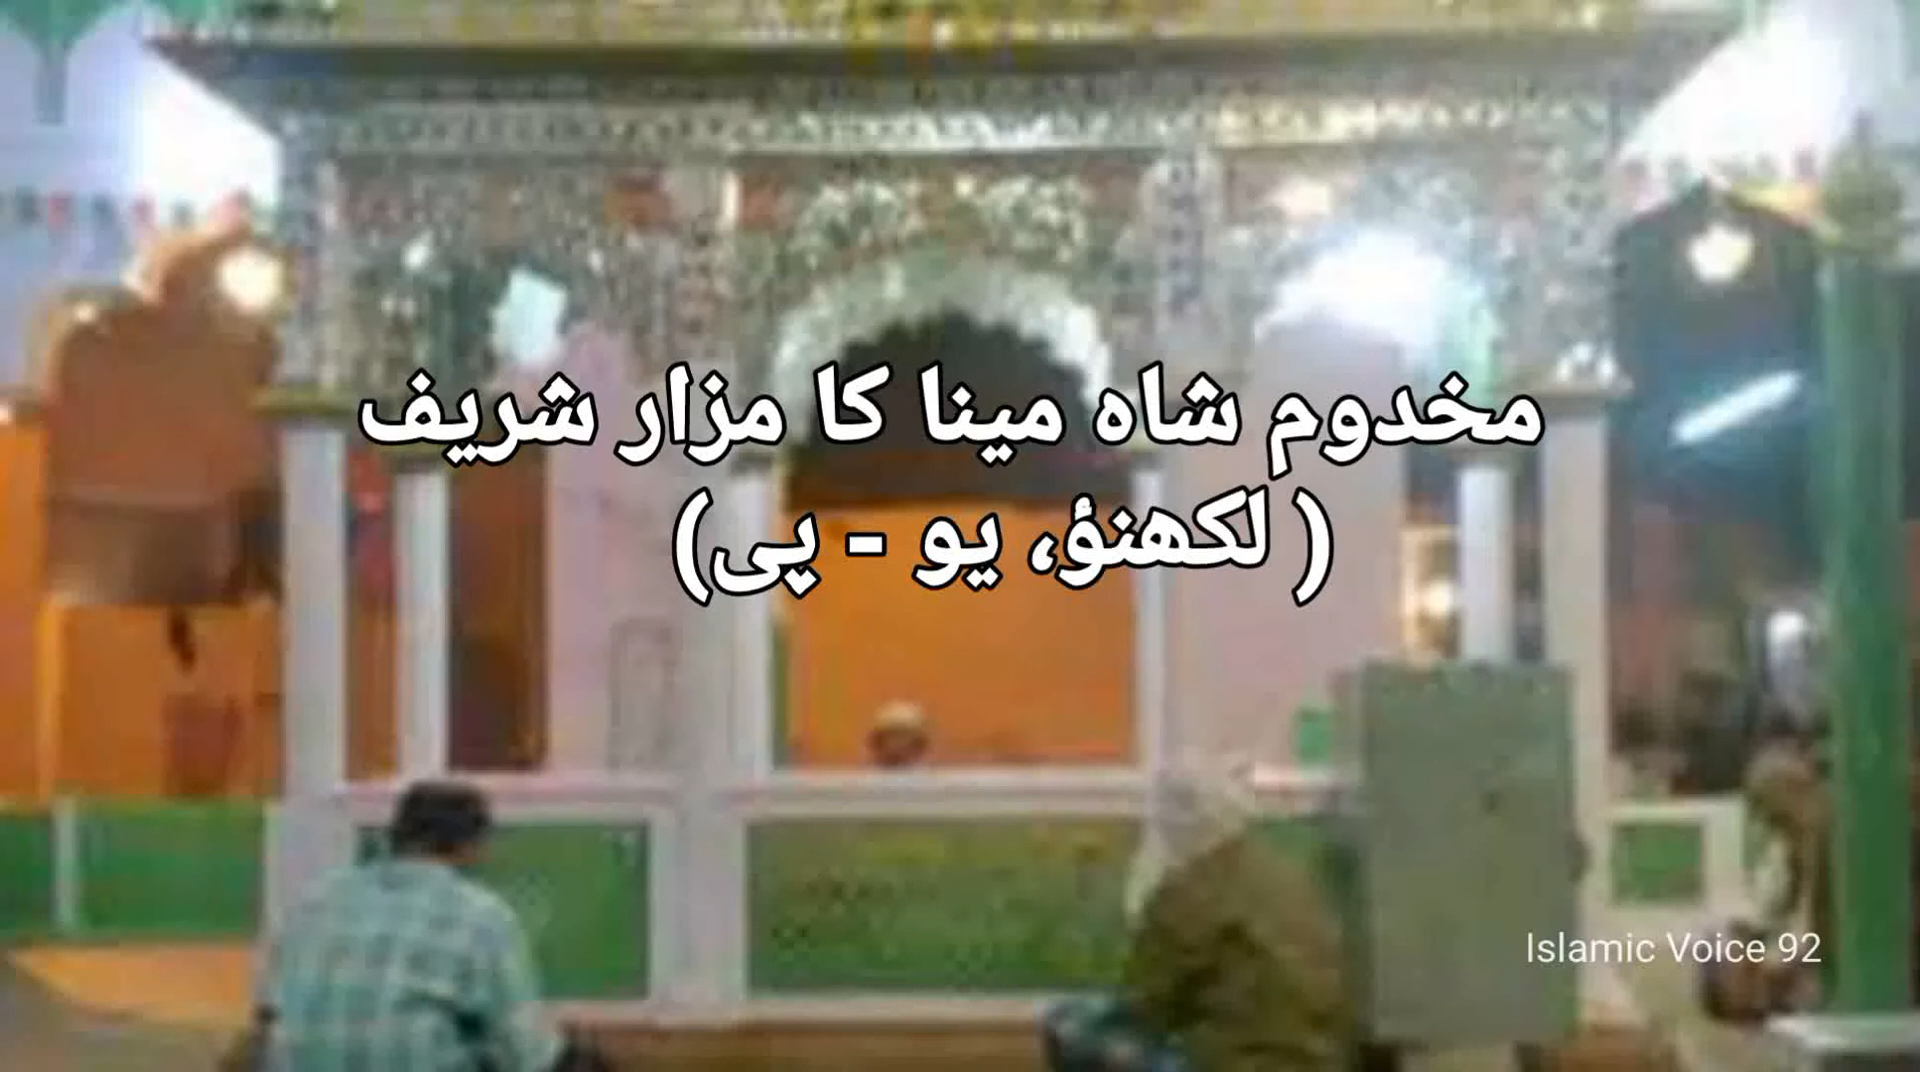 مخدوم شاہ مینا کا مزار شریف
( لکھنؤ، یو - پی)
Islamic Voice 92